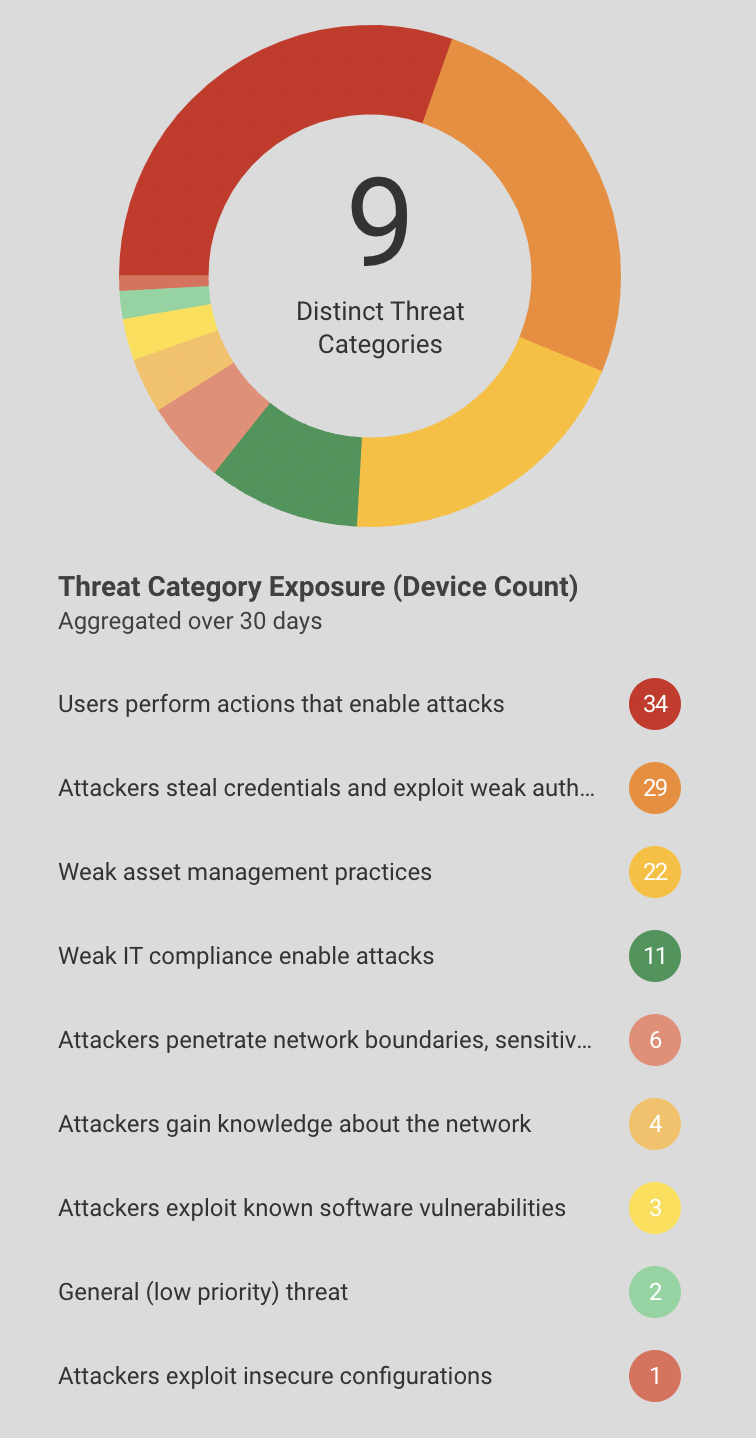 9
Distinct Threat
Categories
Threat Category Exposure (Device Count)
Aggregated over 30 days
Users perform actions that enable attacks 34
Attackers steal credentials and exploit weak auth... 29
Weak asset management practices 22
Weak IT compliance enable attacks 11
Attackers penetrate network boundaries, sensitiv... 6
Attackers gain knowledge about the network 4
Attackers exploit known software vulnerabilities 3
General (low priority) threat 2
Attackers exploit insecure configurations 1